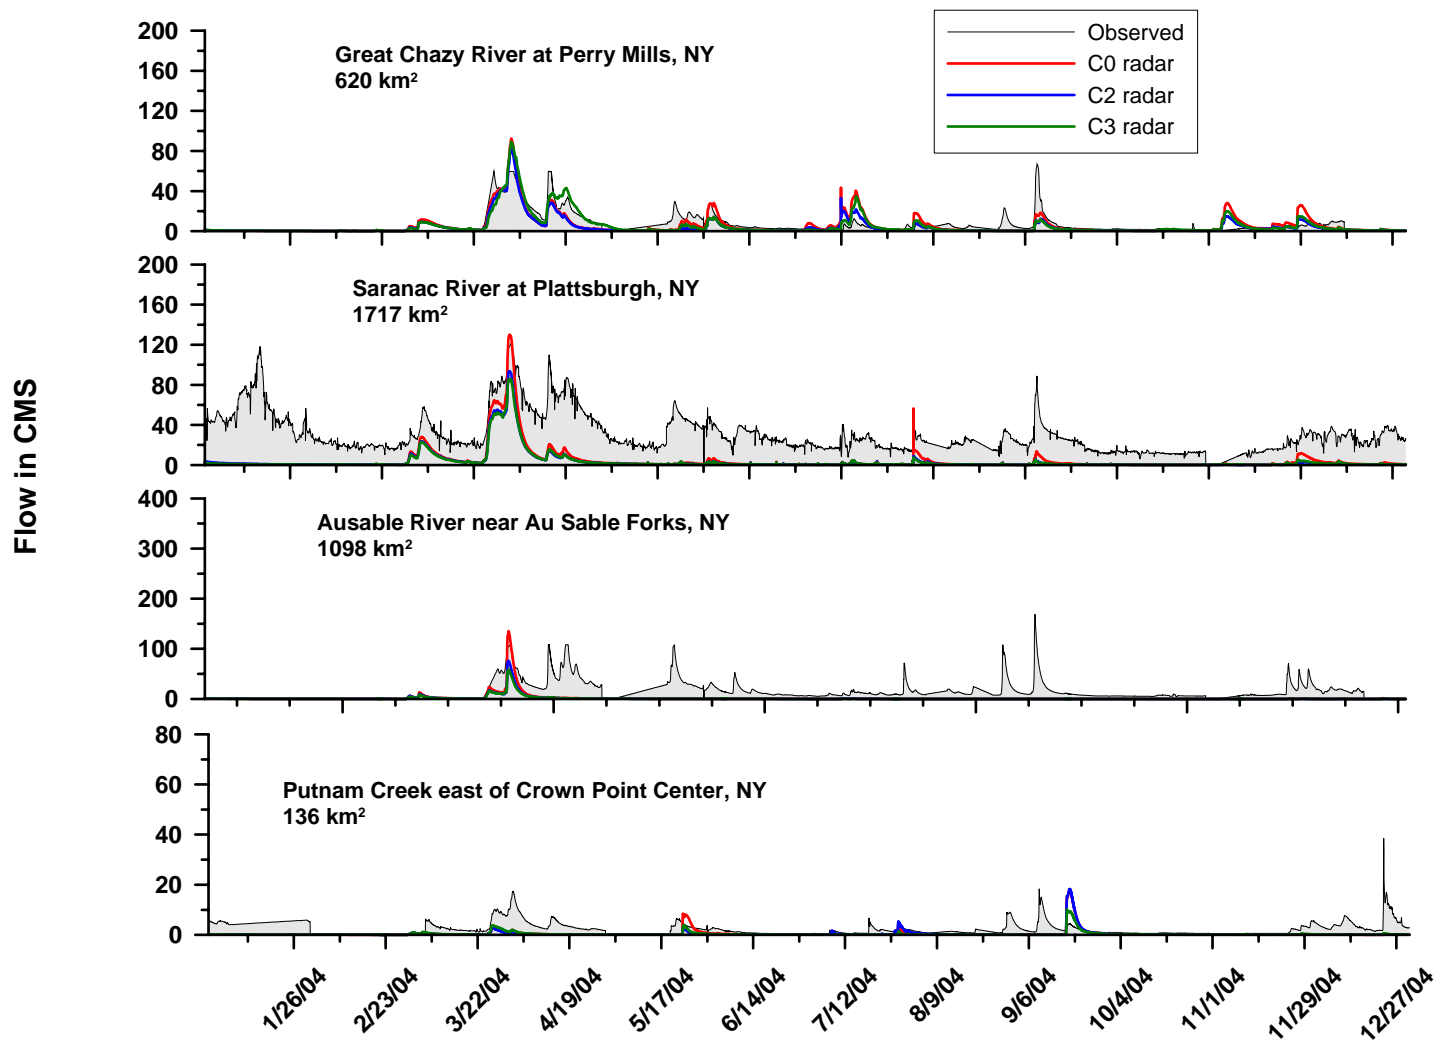 Observed
C0 radar
C2 radar
C3 radar
Flow in CMS
200
160
120
80
40
0
Great Chazy River at Perry Mills, NY
620 km²
200
160
120
80
40
0
Saranac River at Plattsburgh, NY
1717 km²
400
300
200
100
0
Ausable River near Au Sable Forks, NY
1098 km²
80
60
40
20
0
Putnam Creek east of Crown Point Center, NY
136 km²
1/26/04
2/23/04
3/22/04
4/19/04
5/17/04
6/14/04
7/12/04
8/9/04
9/6/04
10/4/04
11/1/04
11/29/04
12/27/04